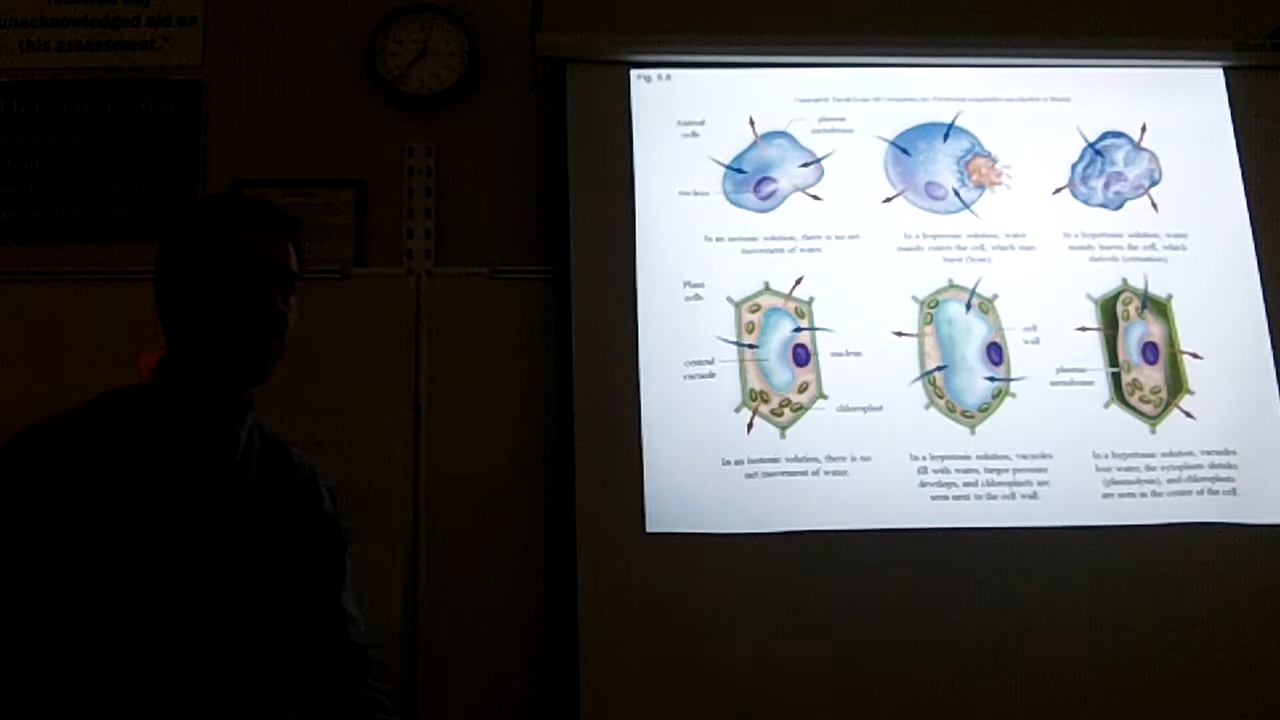 unacknowledged aid on
this assessment."
Fig. 5.8
Animal
cells
plasma
membrane
nucleus
In an isotonic solution, there is no net
movement of water.
In a hypotonic solution, water
mainly enters the cell, which may
burst (lysis).
In a hypertonic solution, water
mainly leaves the cell, which
shrivels (crenation).
Plant
cells
central
vacuole
nucleus
chloroplast
cell
wall
plasma
membrane
In an isotonic solution, there is no
net movement of water.
In a hypotonic solution, vacuoles
fill with water, turgor pressure
develops, and chloroplasts are
seen next to the cell wall.
In a hypertonic solution, vacuoles
lose water, the cytoplasm shrinks
(plasmolysis), and chloroplasts
are seen in the center of the cell.